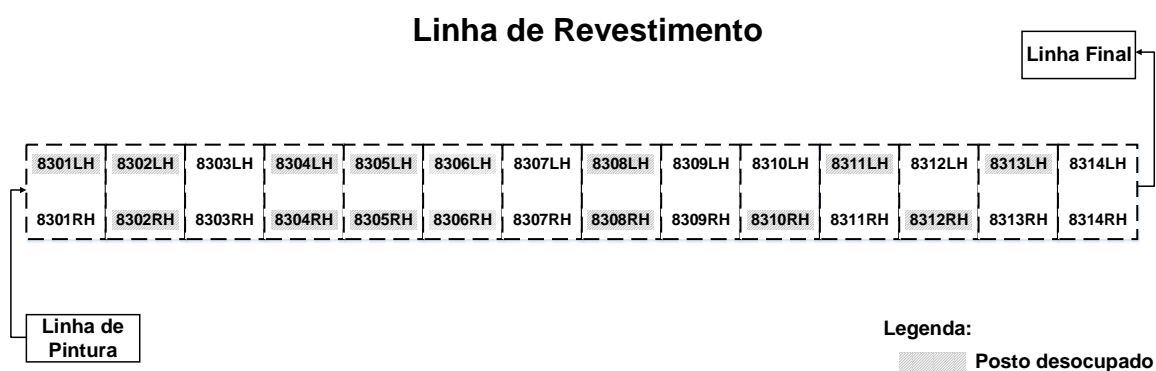 Linha de Revestimento
Linha Final
8301LH 8302LH 8303LH 8304LH 8305LH 8306LH 8307LH 8308LH 8309LH 8310LH 8311LH 8312LH 8313LH 8314LH
8301RH 8302RH 8303RH 8304RH 8305RH 8306RH 8307RH 8308RH 8309RH 8310RH 8311RH 8312RH 8313RH 8314RH
Linha de
Pintura
Legenda:
Posto desocupado